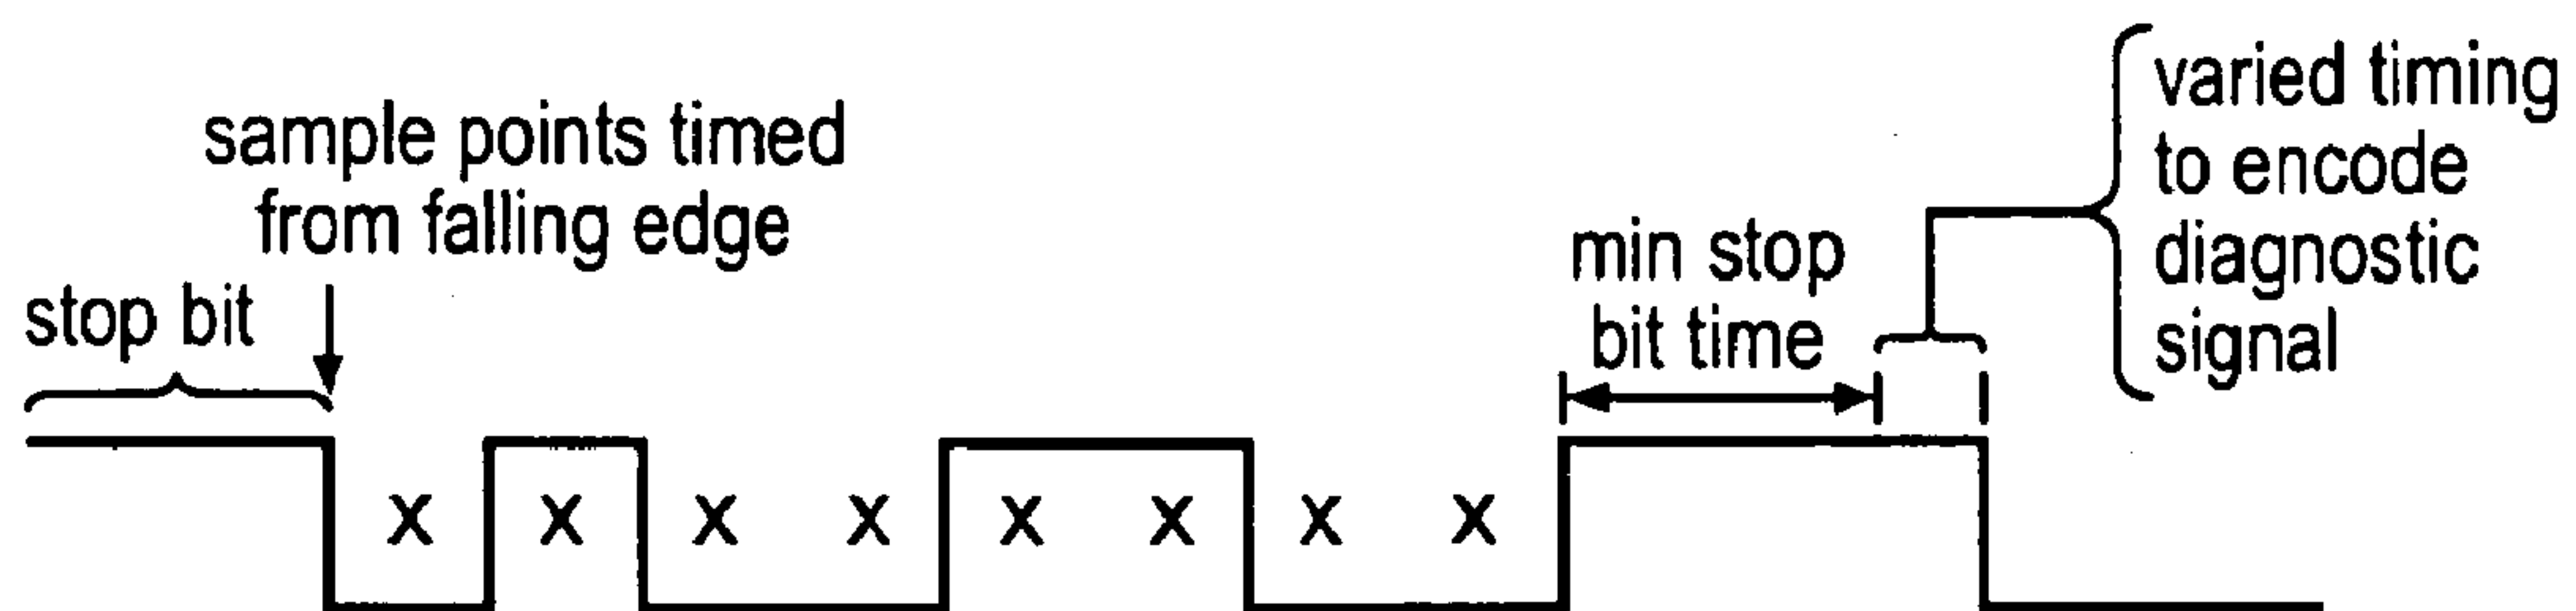 sample points timed
from falling edge
stop bit
min stop
bit time
varied timing
to encode
diagnostic
signal
x x x x x x x x